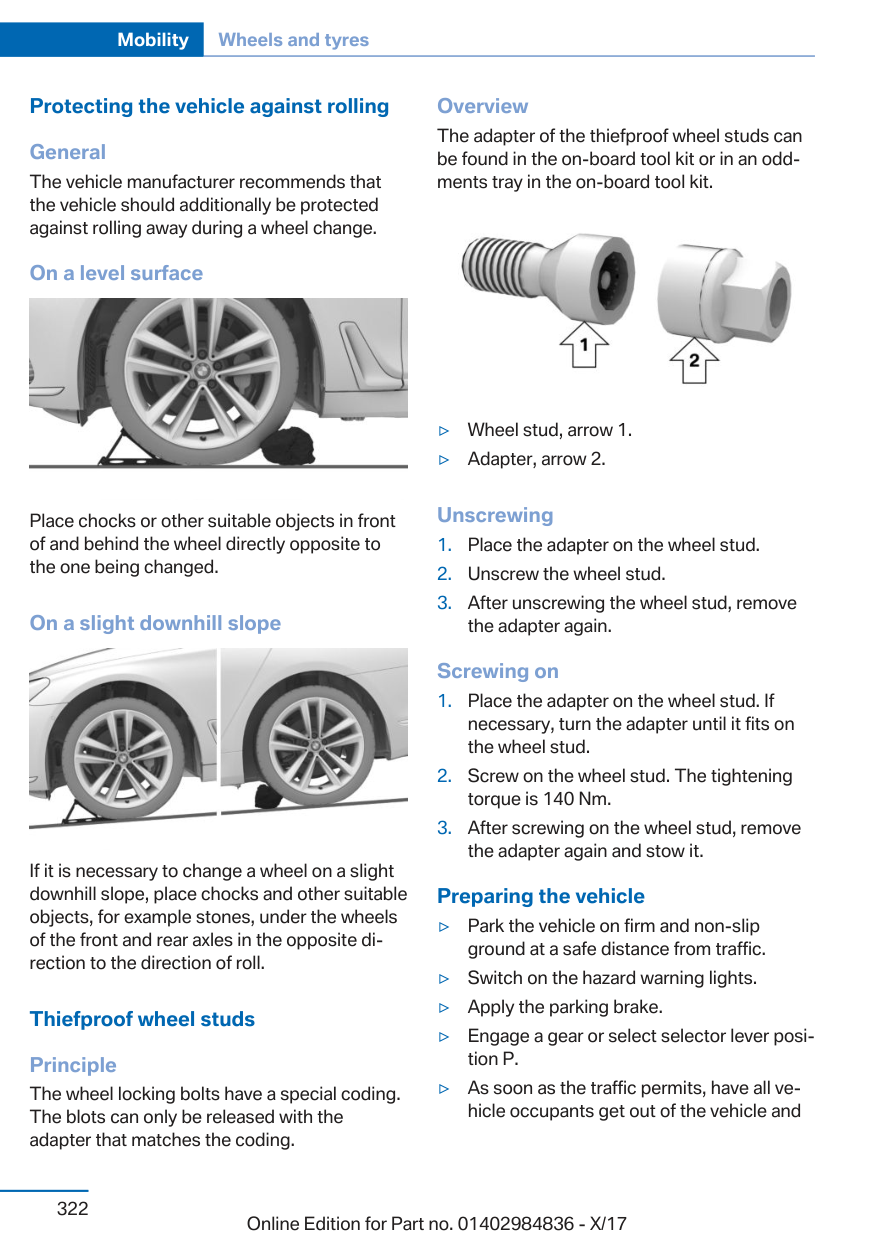 Mobility Wheels and tyres
Protecting the vehicle against rolling
General
The vehicle manufacturer recommends that
the vehicle should additionally be protected
against rolling away during a wheel change.
On a level surface
Place chocks or other suitable objects in front
of and behind the wheel directly opposite to
the one being changed.
On a slight downhill slope
If it is necessary to change a wheel on a slight
downhill slope, place chocks and other suitable
objects, for example stones, under the wheels
of the front and rear axles in the opposite di-
rection to the direction of roll.
Thiefproof wheel studs
Principle
The wheel locking bolts have a special coding.
The blots can only be released with the
adapter that matches the coding.
Overview
The adapter of the thiefproof wheel studs can
be found in the on-board tool kit or in an odd-
ments tray in the on-board tool kit.
1
2
▷ Wheel stud, arrow 1.
▷ Adapter, arrow 2.
Unscrewing
1. Place the adapter on the wheel stud.
2. Unscrew the wheel stud.
3. After unscrewing the wheel stud, remove
the adapter again.
Screwing on
1. Place the adapter on the wheel stud. If
necessary, turn the adapter until it fits on
the wheel stud.
2. Screw on the wheel stud. The tightening
torque is 140 Nm.
3. After screwing on the wheel stud, remove
the adapter again and stow it.
Preparing the vehicle
▷ Park the vehicle on firm and non-slip
ground at a safe distance from traffic.
▷ Switch on the hazard warning lights.
▷ Apply the parking brake.
▷ Engage a gear or select selector lever posi-
tion P.
▷ As soon as the traffic permits, have all ve-
hicle occupants get out of the vehicle and
322
Online Edition for Part no. 01402984836 - X/17